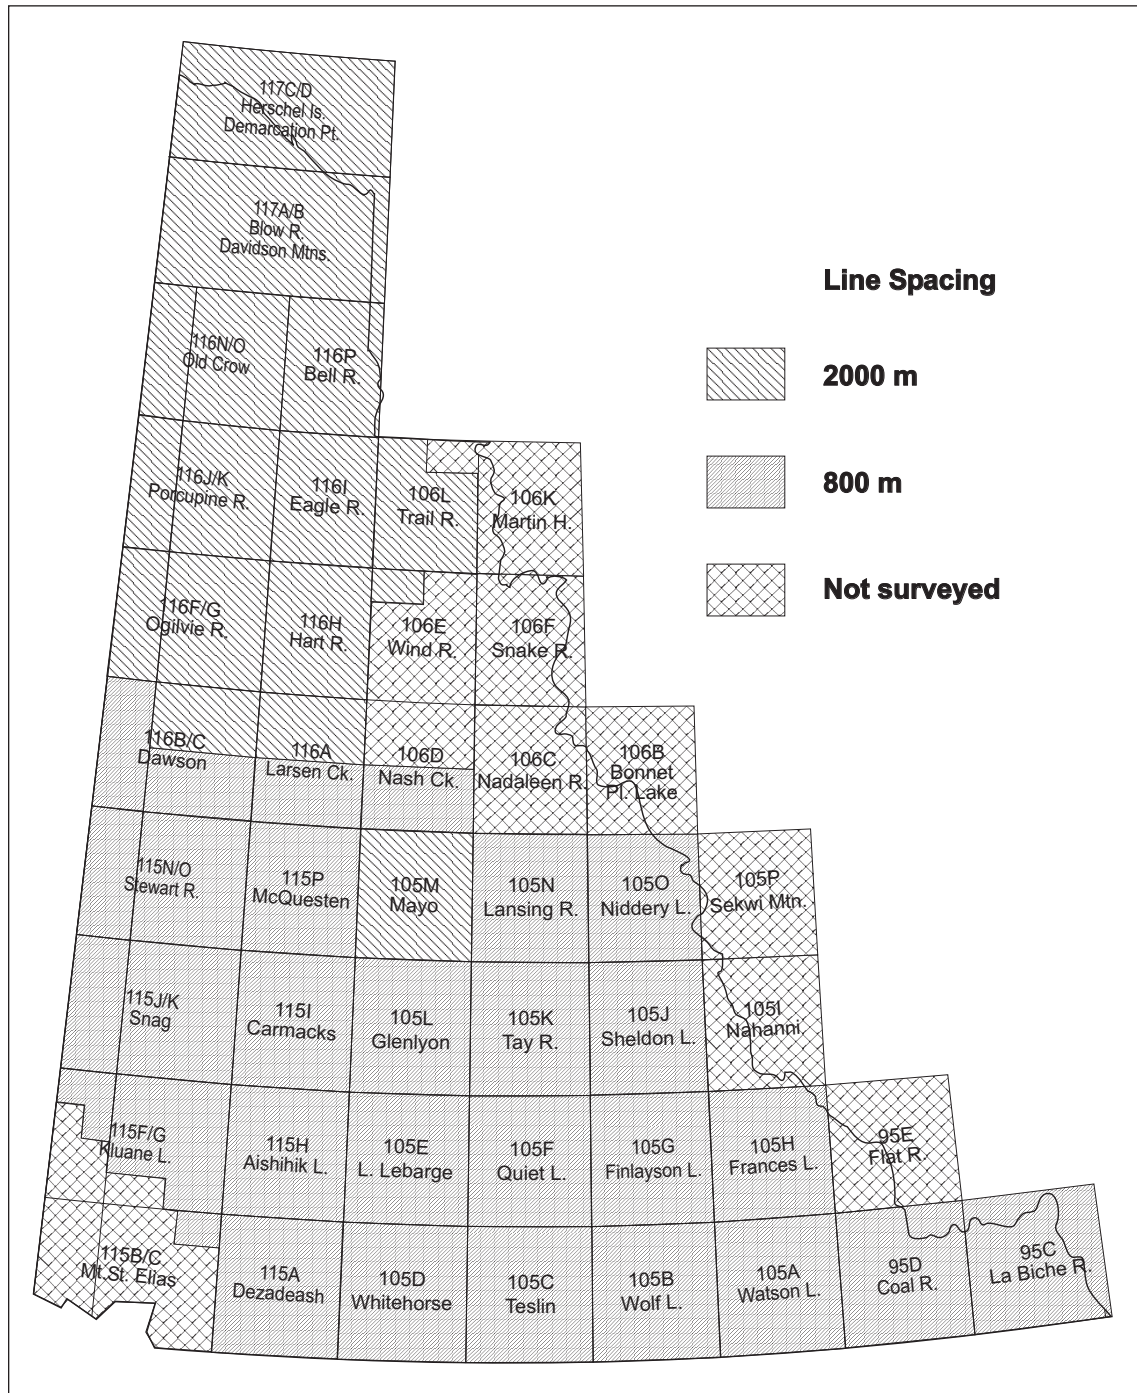 117C/D
Herschel Is.
Demarcation Pt.
117A/B
Blow R.
Davidson Mtns.
Line Spacing
2000 m
800 m
Not surveyed
116N/O
Old Crow
116P
Bell R.
116J/K
Porcupine R.
116I
Eagle R.
106L
Trail R.
106K
Martin H.
116F/G
Ogilvie R.
116H
Hart R.
106E
Wind R.
106F
Snake R.
116B/C
Dawson
116A
Larsen Ck.
106D
Nash Ck.
106C
Nadaleen R.
106B
Bonnet
Pl. Lake
115N/O
Stewart R.
115P
McQuesten
105M
Mayo
105N
Lansing R.
105O
Niddery L.
105P
Sekwi Mtn.
115J/K
Snag
115I
Carmacks
105L
Glenlyon
105K
Tay R.
105J
Sheldon L.
105I
Nahanni
115F/G
Kluane L.
115H
Aishihik L.
105E
L. Lebarge
105F
Quiet L.
105G
Finlayson L.
105H
Frances L.
95E
Flat R.
115B/C
Mt.St. Elias
115A
Dezadeash
105D
Whitehorse
105C
Teslin
105B
Wolf L.
105A
Watson L.
95D
Coal R.
95C
La Biche R.